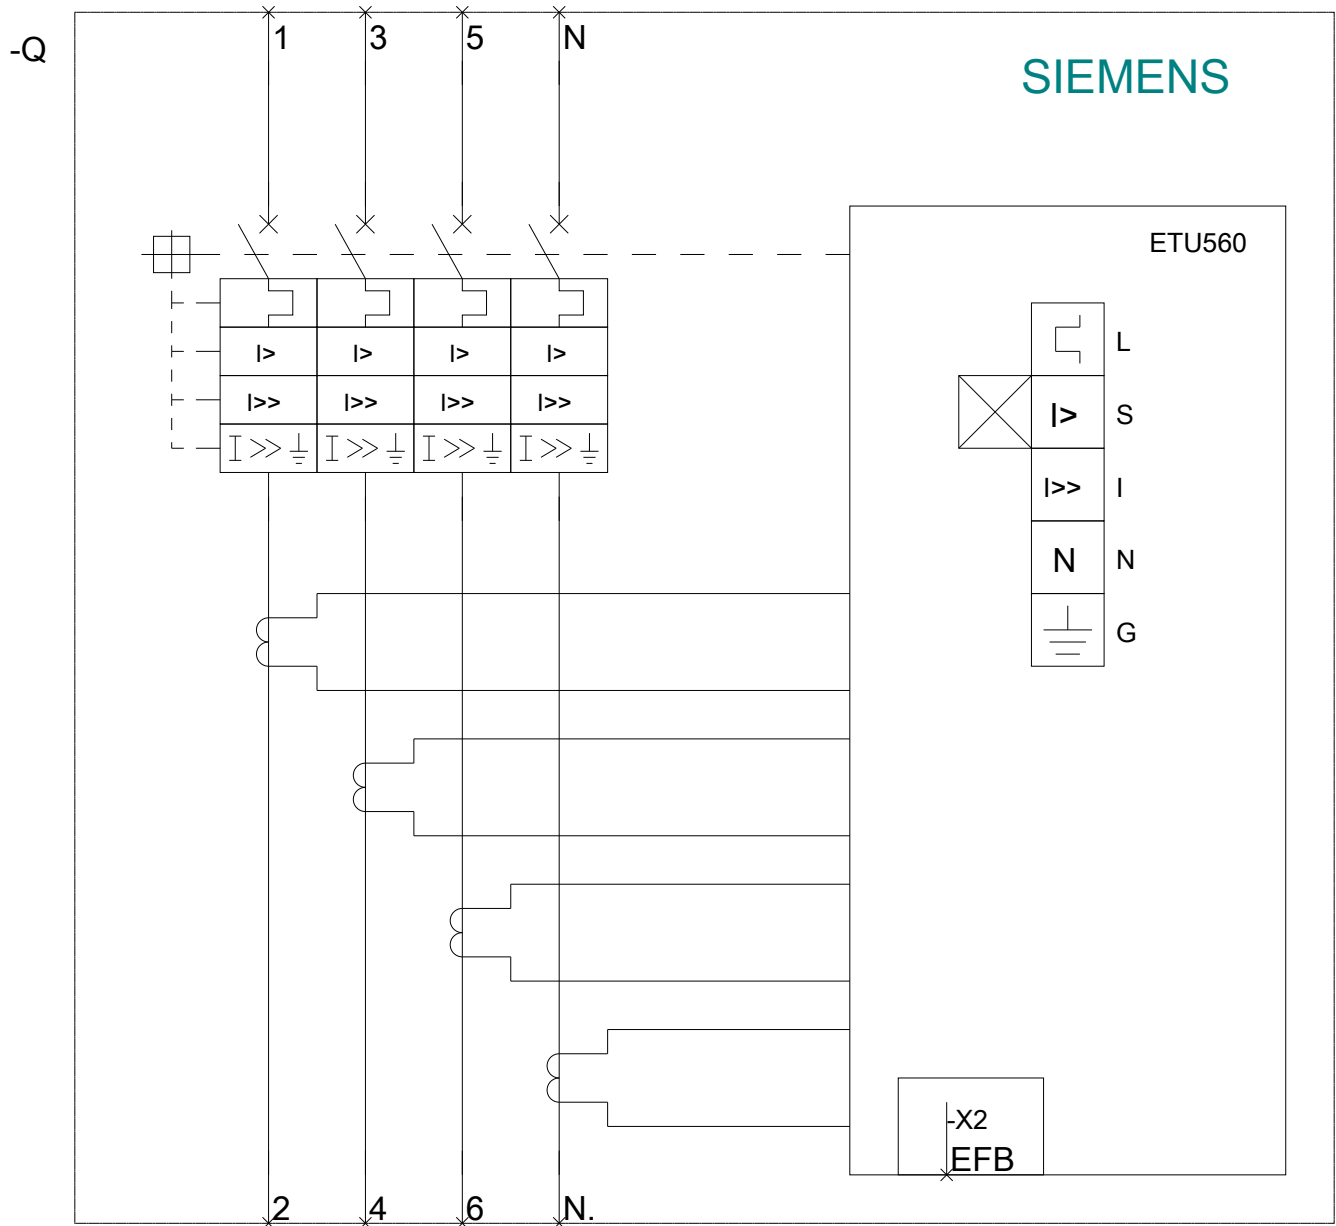 1 3 5 N
-Q
SIEMENS
ETU560
I> I> I> I>
I>> I>> I>> I>>
I>> I>> I>> I>>
L
I> S
I>> I
N N
G
-X2
EFB
2 4 6 N.